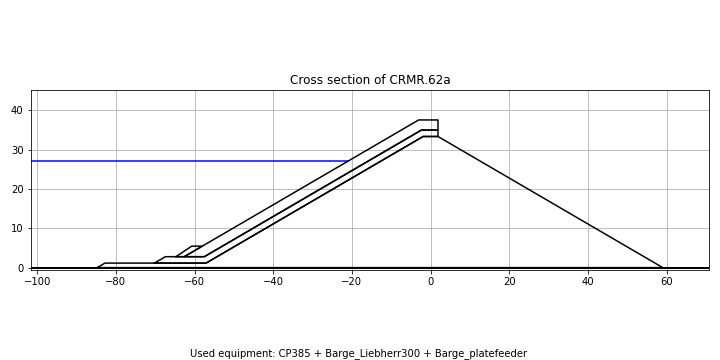 Cross section of CRMR.62a
40
30
20
10
0
−100 −80 −60 −40 −20 0 20 40 60
Used equipment: CP385 + Barge_Liebherr300 + Barge_platefeeder